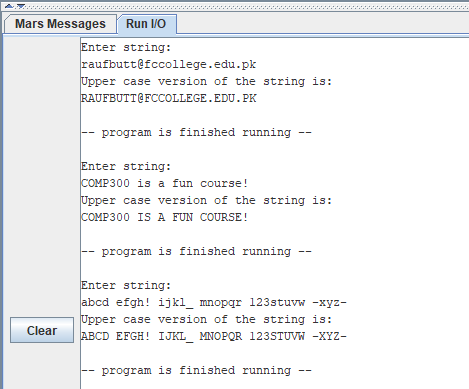 Mars Messages Run I/O
Enter string:
raufbutt@fccollege.edu.pk
Upper case version of the string is:
RAUFBUTT@FCCOLLEGE.EDU.PK
-- program is finished running --
Enter string:
COMP300 is a fun course!
Upper case version of the string is:
COMP300 IS A FUN COURSE!
-- program is finished running --
Enter string:
abcd efgh! ijkl_ mnopqr 123stuvw -xyz-
Upper case version of the string is:
ABCD EFGH! IJKL_ MNOPQR 123STUVW -XYZ-
-- program is finished running --
Clear